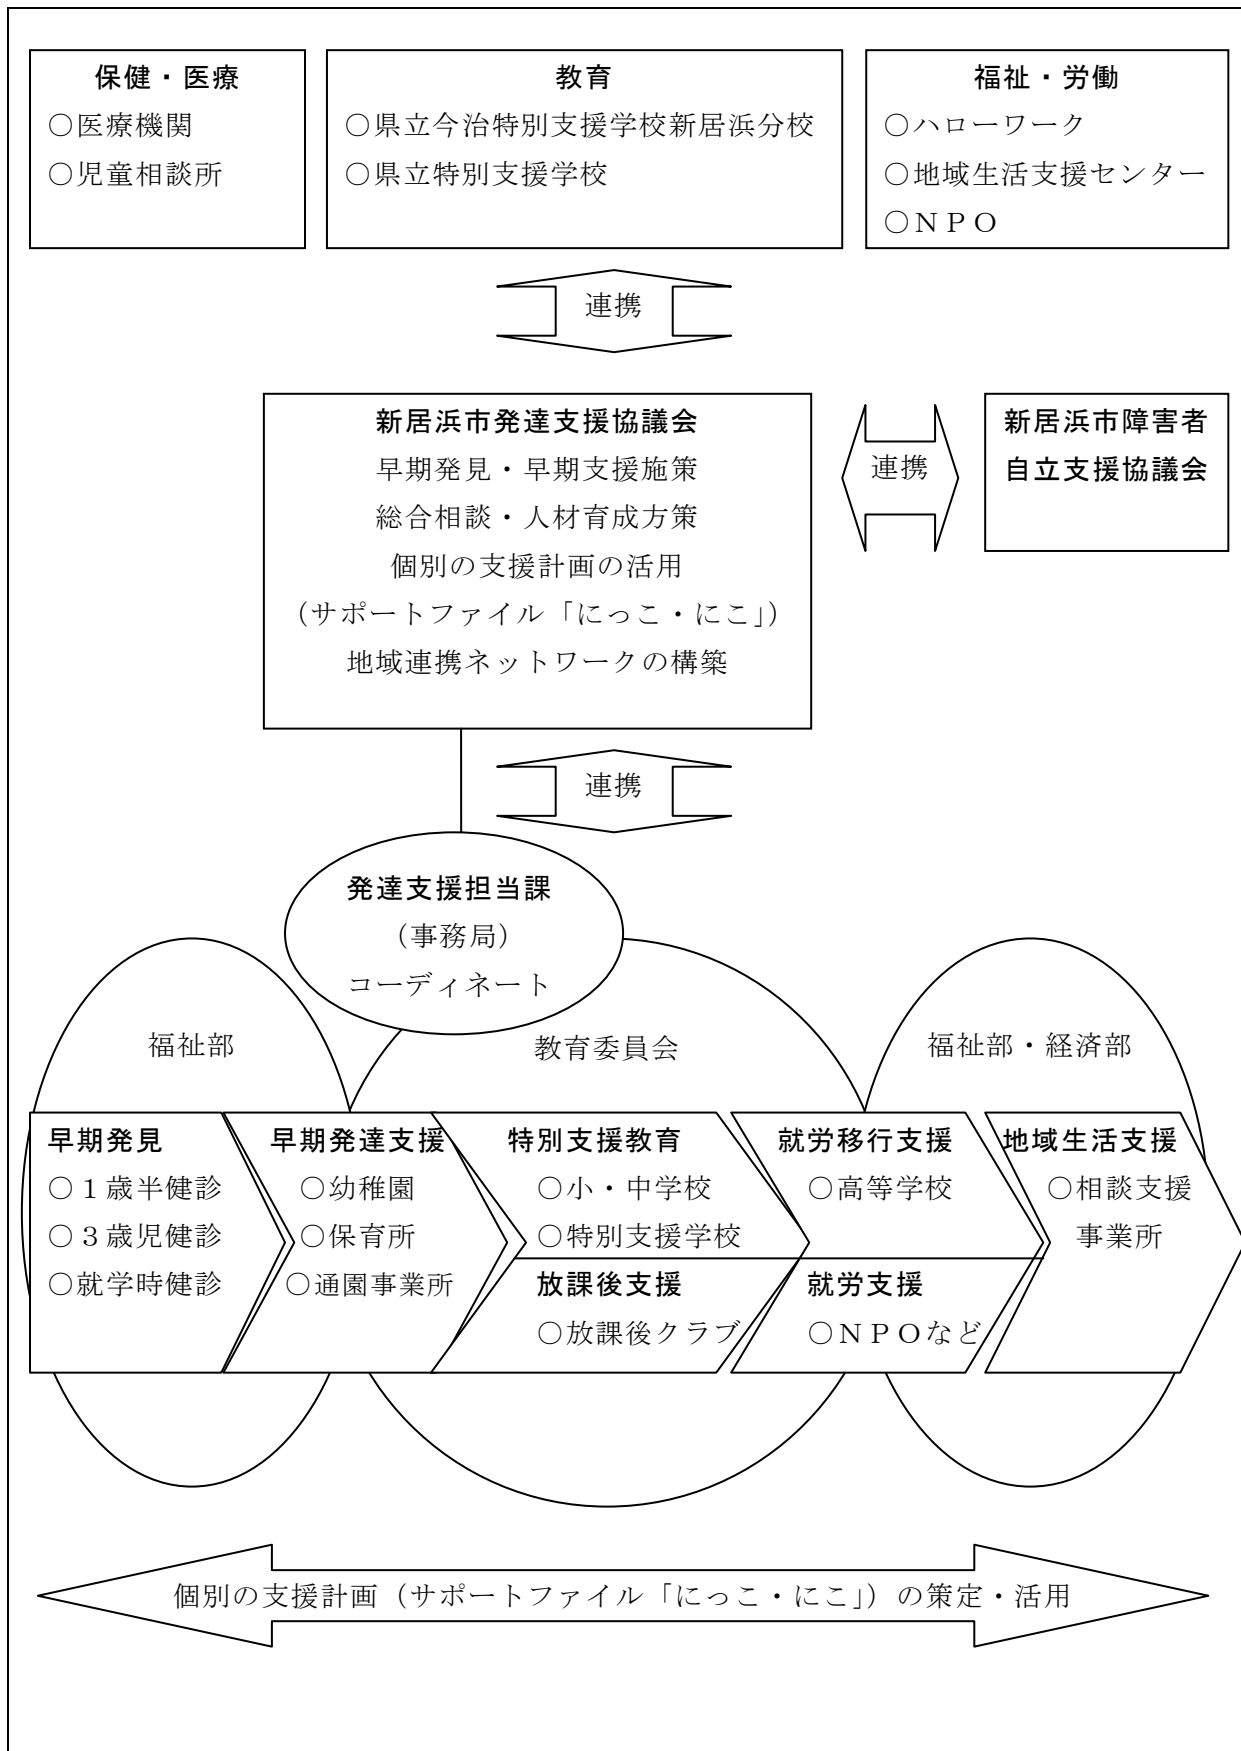 保健・医療
○医療機関
○児童相談所
教育
○県立今治特別支援学校新居浜分校
○県立特別支援学校
福祉・労働
○ハローワーク
○地域生活支援センター
○ＮＰＯ
連携
新居浜市発達支援協議会
早期発見・早期支援施策
総合相談・人材育成方策
個別の支援計画の活用
（サポートファイル「にっこ・にこ」）
地域連携ネットワークの構築
連携
新居浜市障害者
自立支援協議会
連携
発達支援担当課
（事務局）
コーディネート
福祉部
教育委員会
福祉部・経済部
早期発見
○１歳半健診
○３歳児健診
○就学時健診
早期発達支援
○幼稚園
○保育所
○通園事業所
特別支援教育
○小・中学校
○特別支援学校
放課後支援
○放課後クラブ
就労移行支援
○高等学校
就労支援
○ＮＰＯなど
地域生活支援
○相談支援
事業所
個別の支援計画（サポートファイル「にっこ・にこ」）の策定・活用